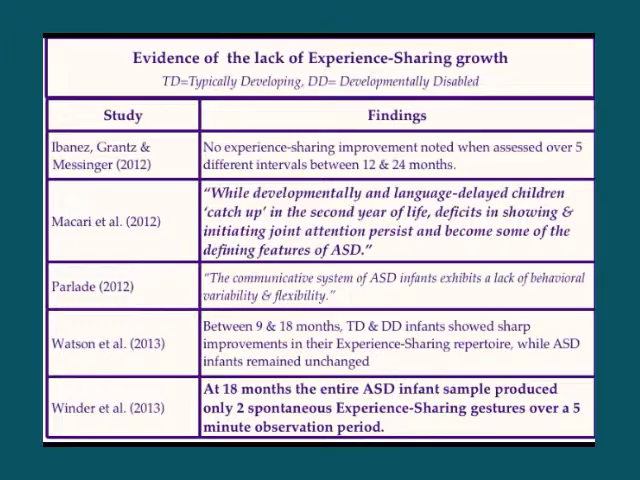 Evidence of the lack of Experience-Sharing growth
TD=Typically Developing, DD= Developmentally Disabled
Study
Findings
Ibanez, Grantz &
Messinger (2012)
No experience-sharing improvement noted when assessed over 5
different intervals between 12 & 24 months.
Macari et al. (2012)
“While developmentally and language-delayed children
‘catch up’ in the second year of life, deficits in showing &
initiating joint attention persist and become some of the
defining features of ASD.”
Parlade (2012)
“The communicative system of ASD infants exhibits a lack of behavioral
variability & flexibility.”
Watson et al. (2013)
Between 9 & 18 months, TD & DD infants showed sharp
improvements in their Experience-Sharing repertoire, while ASD
infants remained unchanged
Winder et al. (2013)
At 18 months the entire ASD infant sample produced
only 2 spontaneous Experience-Sharing gestures over a 5
minute observation period.